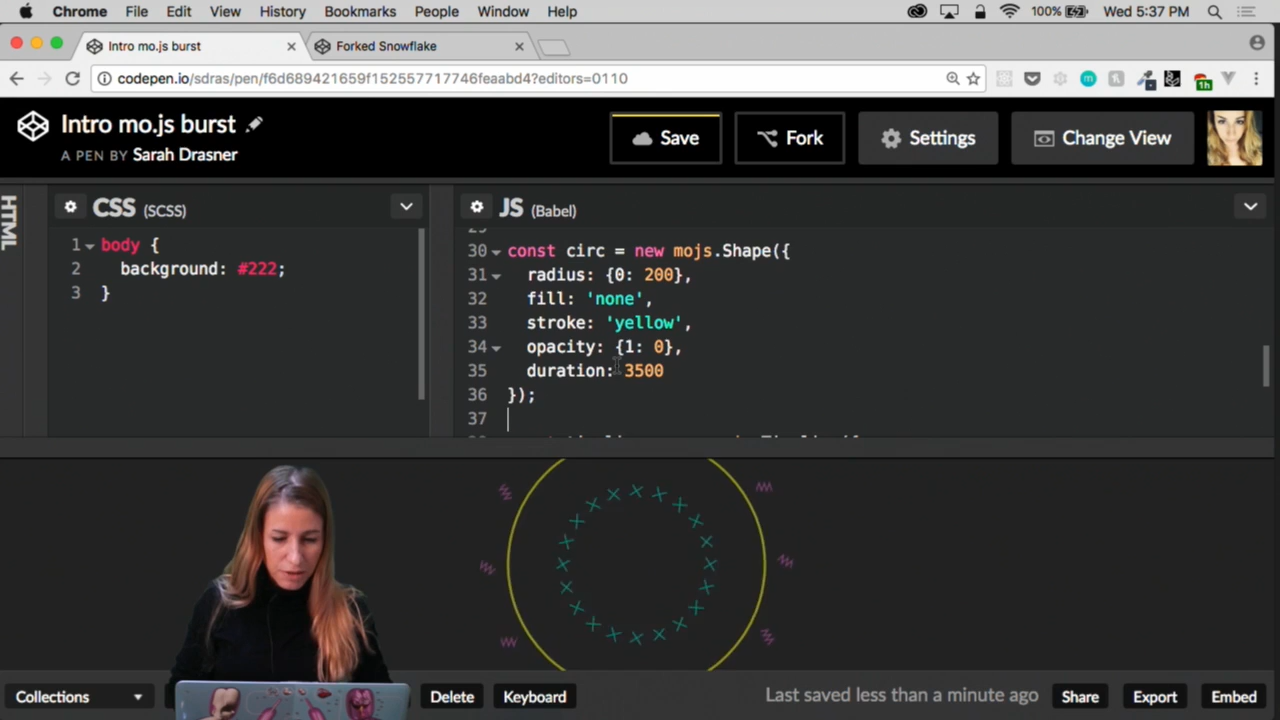 Chrome File Edit View History Bookmarks People Window Help 100% Wed 5:37 PM
Intro mo.js burst Forked Snowflake
codepen.io/sdras/pen/f6d689421659f152557717746feaabd4?editors=0110
1h
Intro mo.js burst
A PEN BY Sarah Drasner
Save Fork Settings Change View
HTML
CSS (SCSS)
1 body {
2 background: #222;
3 }
JS (Babel)
30 const circ = new mojs.Shape({
31 radius: {0: 200},
32 fill: 'none',
33 stroke: 'yellow',
34 opacity: {1: 0},
35 duration: 3500
36 });
37
Collections Delete Keyboard Last saved less than a minute ago Share Export Embed